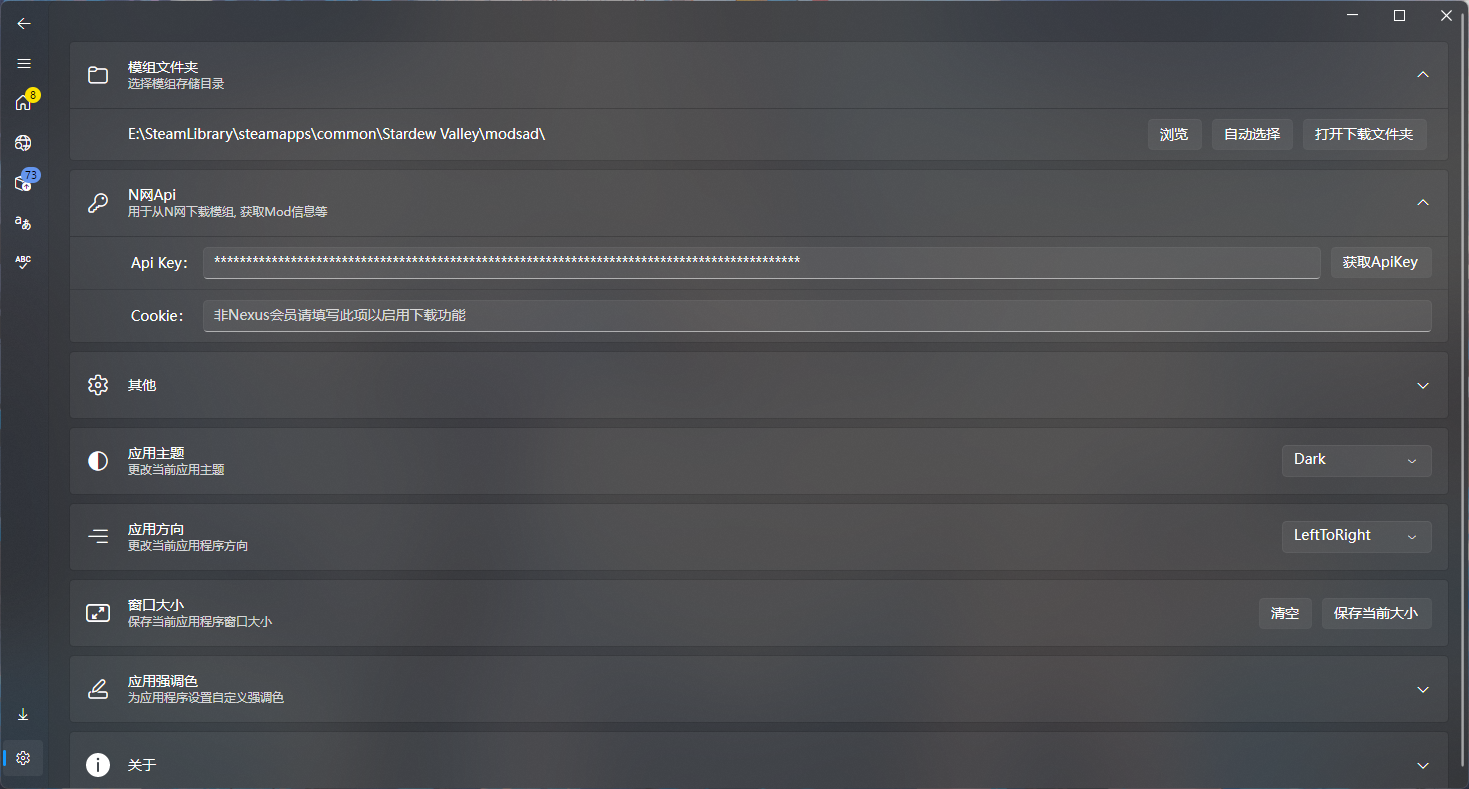 8
73
aあ
ABC
模组文件夹
选择模组存储目录
E:\SteamLibrary\steamapps\common\Stardew Valley\modsad\
浏览
自动选择
打开下载文件夹
N网Api
用于从N网下载模组, 获取Mod信息等
Api Key:
********************************************************************************************
获取ApiKey
Cookie:
非Nexus会员请填写此项以启用下载功能
其他
应用主题
更改当前应用主题
Dark
应用方向
更改当前应用程序方向
LeftToRight
窗口大小
保存当前应用程序窗口大小
清空
保存当前大小
应用强调色
为应用程序设置自定义强调色
关于